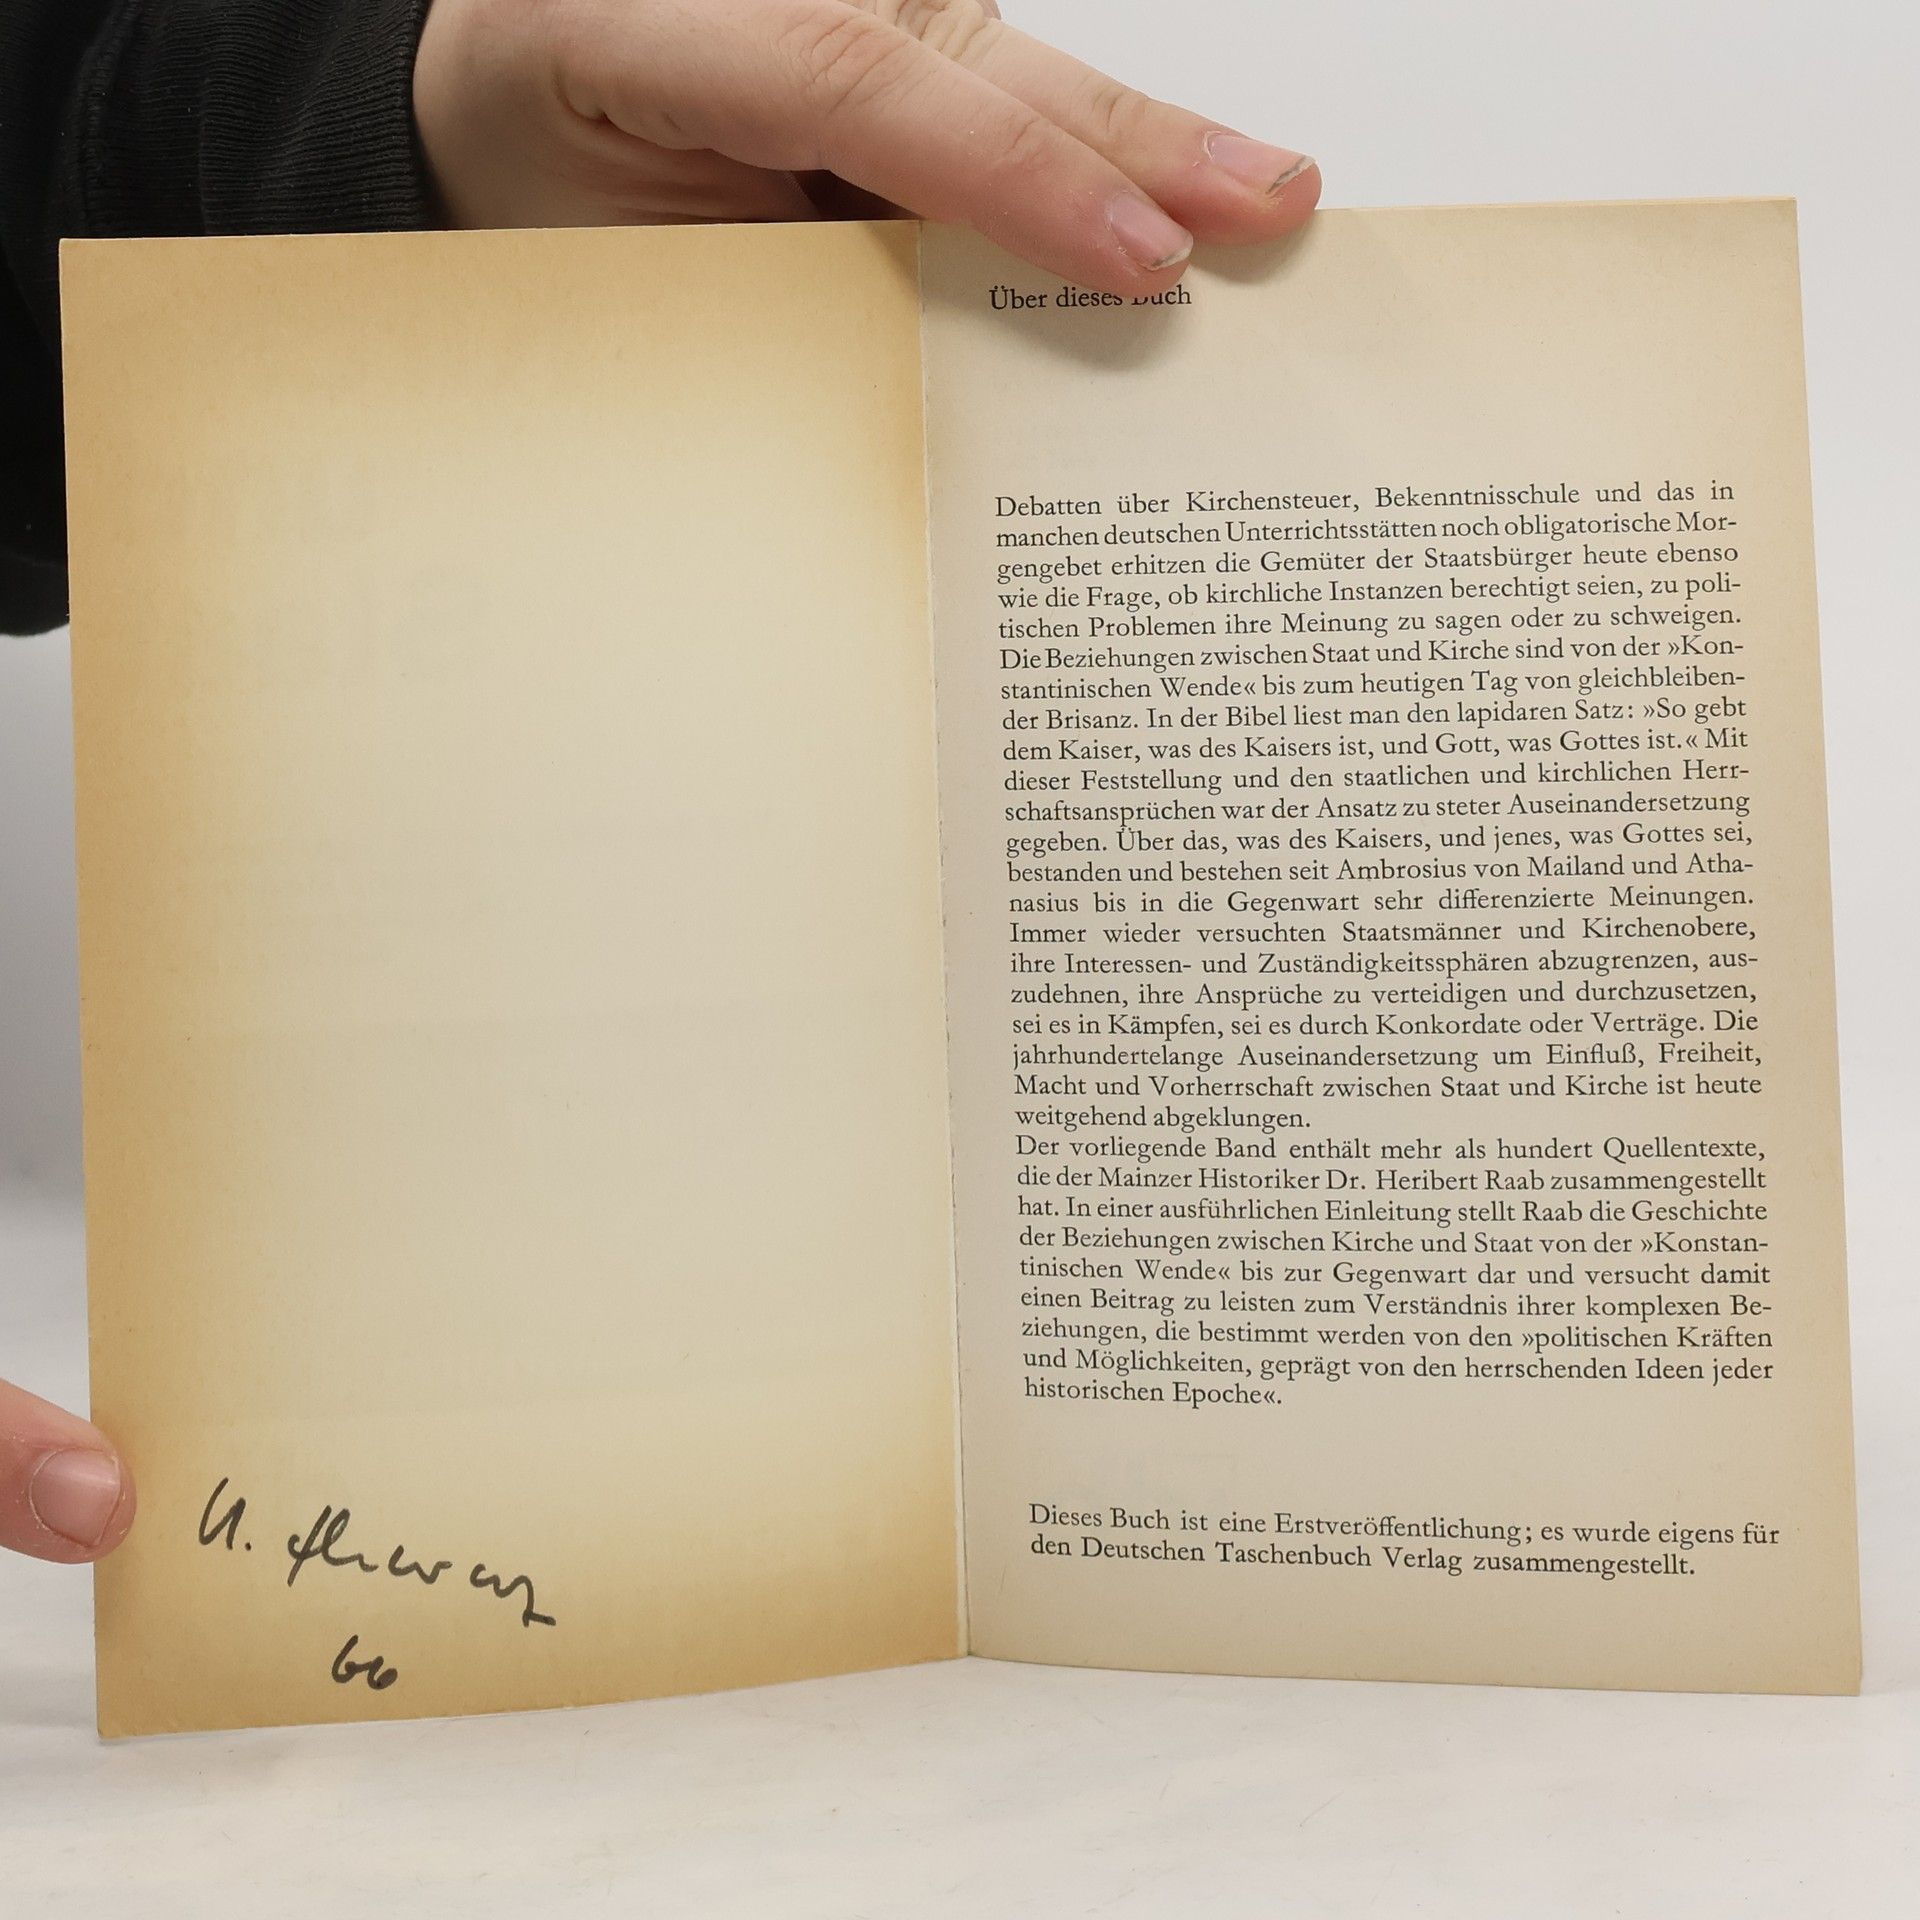 Über dieses Buch
Debatten über Kirchensteuer, Bekenntnisschule und das in
manchen deutschen Unterrichtsstätten noch obligatorische Mor-
gengebet erhitzen die Gemüter der Staatsbürger heute ebenso
wie die Frage, ob kirchliche Instanzen berechtigt seien, zu poli-
tischen Problemen ihre Meinung zu sagen oder zu schweigen.
Die Beziehungen zwischen Staat und Kirche sind von der »Kon-
stantinischen Wende« bis zum heutigen Tag von gleichbleiben-
der Brisanz. In der Bibel liest man den lapidaren Satz: »So gebt
dem Kaiser, was des Kaisers ist, und Gott, was Gottes ist.« Mit
dieser Feststellung und den staatlichen und kirchlichen Herr-
schaftsansprüchen war der Ansatz zu steter Auseinandersetzung
gegeben. Über das, was des Kaisers, und jenes, was Gottes sei,
bestanden und bestehen seit Ambrosius von Mailand und Atha-
nasius bis in die Gegenwart sehr differenzierte Meinungen.
Immer wieder versuchten Staatsmänner und Kirchenobere,
ihre Interessen- und Zuständigkeitssphären abzugrenzen, aus-
zudehnen, ihre Ansprüche zu verteidigen und durchzusetzen,
sei es in Kämpfen, sei es durch Konkordate oder Verträge. Die
jahrhundertelange Auseinandersetzung um Einfluß, Freiheit,
Macht und Vorherrschaft zwischen Staat und Kirche ist heute
weitgehend abgeklungen.
Der vorliegende Band enthält mehr als hundert Quellentexte,
die der Mainzer Historiker Dr. Heribert Raab zusammengestellt
hat. In einer ausführlichen Einleitung stellt Raab die Geschichte
der Beziehungen zwischen Kirche und Staat von der »Konstan-
tinischen Wende« bis zur Gegenwart dar und versucht damit
einen Beitrag zu leisten zum Verständnis ihrer komplexen Be-
ziehungen, die bestimmt werden von den »politischen Kräften
und Möglichkeiten, geprägt von den herrschenden Ideen jeder
historischen Epoche«.
Dieses Buch ist eine Erstveröffentlichung; es wurde eigens für
den Deutschen Taschenbuch Verlag zusammengestellt.
66